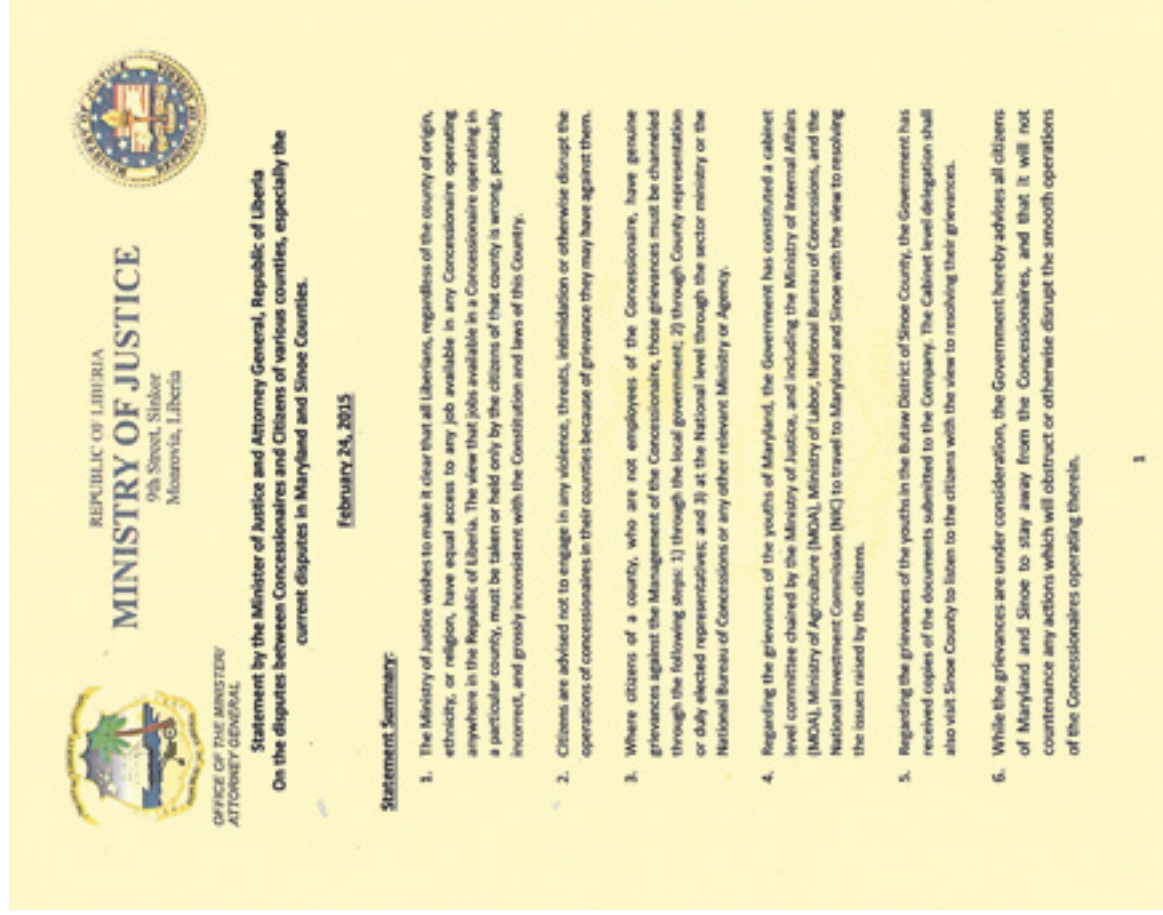 REPUBLIC OF LIBERIA
MINISTRY OF JUSTICE
9th Street, Sinkor
Monrovia, Liberia
MINISTRY OF JUSTICE
REPUBLIC OF
OFFICE OF THE MINISTER/
ATTORNEY GENERAL
Statement by the Minister of Justice and Attorney General, Republic of Liberia
On the disputes between Concessionaires and Citizens of various counties, especially the
current disputes in Maryland and Sinoe Counties.
February 24, 2015
Statement Summary:
1. The Ministry of Justice wishes to make it clear that all Liberians, regardless of the county of origin,
ethnicity, or religion, have equal access to any job available in any Concessionaire operating
anywhere in the Republic of Liberia. The view that jobs available in a Concessionaire operating in
a particular county, must be taken or held only by the citizens of that county is wrong, politically
incorrect, and grossly inconsistent with the Constitution and laws of this Country.
2. Citizens are advised not to engage in any violence, threats, intimidation or otherwise disrupt the
operations of concessionaires in their counties because of grievance they may have against them.
3. Where citizens of a county, who are not employees of the Concessionaire, have genuine
grievances against the Management of the Concessionaire, those grievances must be channeled
through the following steps: 1) through the local government; 2) through County representation
or duly elected representatives; and 3) at the National level through the sector ministry or the
National Bureau of Concessions or any other relevant Ministry or Agency.
4. Regarding the grievances of the youths of Maryland, the Government has constituted a cabinet
level committee chaired by the Ministry of Justice, and including the Ministry of Internal Affairs
(MOA), Ministry of Agriculture (MOA), Ministry of Labor, National Bureau of Concessions, and the
National Investment Commission (NIC) to travel to Maryland and Sinoe with the view to resolving
the issues raised by the citizens.
5. Regarding the grievances of the youths in the Butaw District of Sinoe County, the Government has
received copies of the documents submitted to the Company. The Cabinet level delegation shall
also visit Sinoe County to listen to the citizens with the view to resolving their grievances.
6. While the grievances are under consideration, the Government hereby advises all citizens
of Maryland and Sinoe to stay away from the Concessionaires, and that it will not
countenance any actions which will obstruct or otherwise disrupt the smooth operations
of the Concessionaires operating therein.
1